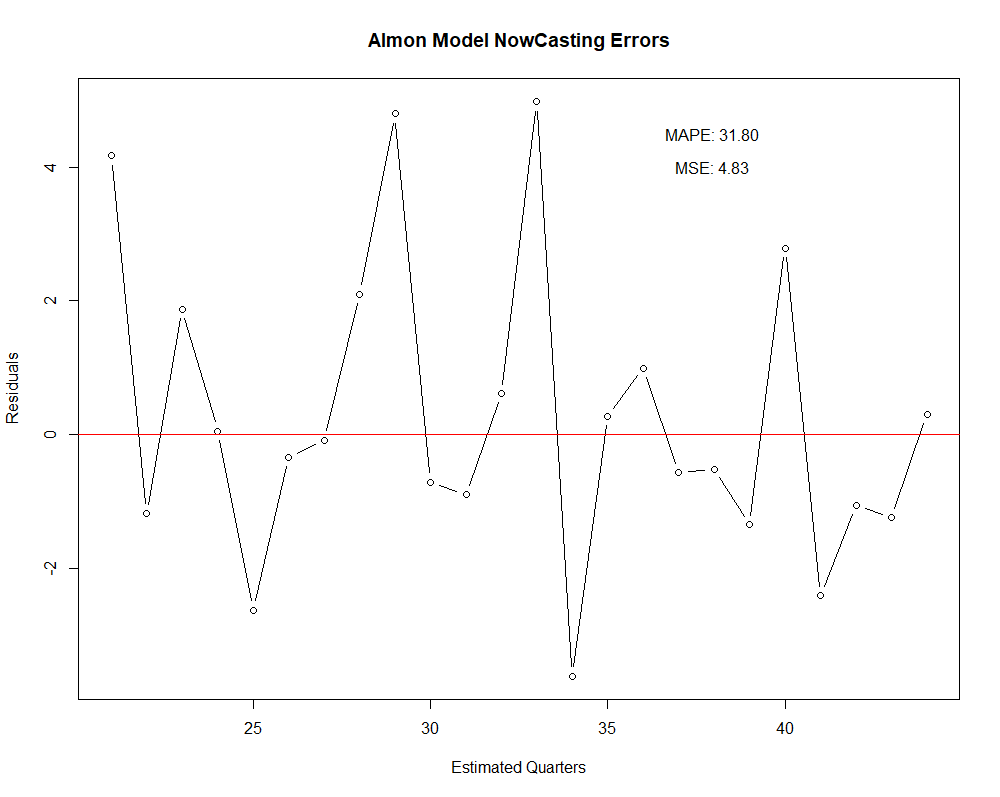 Almon Model NowCasting Errors
MAPE: 31.80
MSE: 4.83
4
2
0
-2
Residuals
25 30 35 40
Estimated Quarters